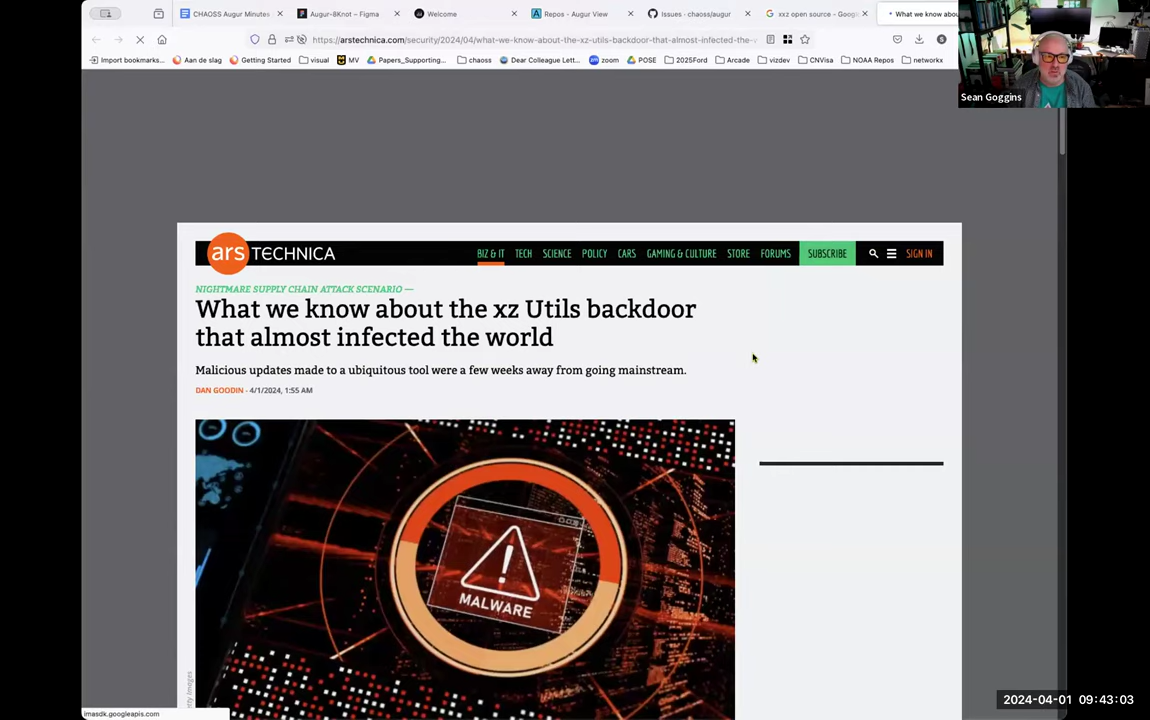 CHAOSS Augur Minutes
Augur-8Knot – Figma
Welcome
Repos - Augur View
Issues · chaoss/augur
xxz open source - Goog
What we know abou
https://arstechnica.com/security/2024/04/what-we-know-about-the-xz-utils-backdoor-that-almost-infected-the-
Import bookmarks...
Aan de slag
Getting Started
visual
MV
Papers_Supporting...
chaoss
Dear Colleague Lett...
zoom
POSE
2025Ford
Arcade
vizdev
CNVisa
NOAA Repos
networkx
Sean Goggins
ars TECHNICA
BIZ & IT TECH SCIENCE POLICY CARS GAMING & CULTURE STORE FORUMS SUBSCRIBE SIGN IN
NIGHTMARE SUPPLY CHAIN ATTACK SCENARIO —
What we know about the xz Utils backdoor
that almost infected the world
Malicious updates made to a ubiquitous tool were a few weeks away from going mainstream.
DAN GOODIN - 4/1/2024, 1:55 AM
MALWARE
imasdk.googleapis.com
2024-04-01 09:43:03